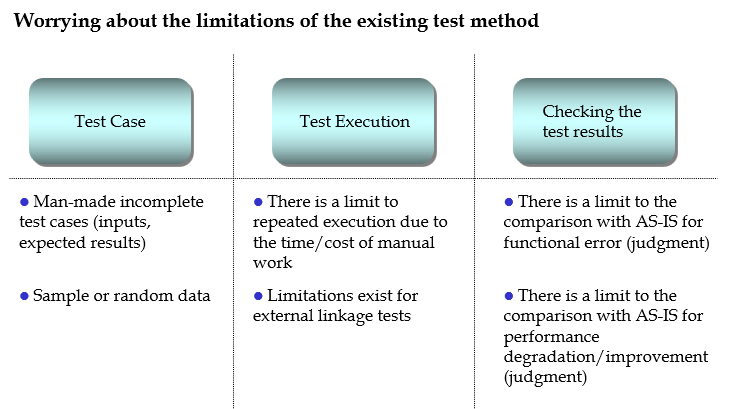 Worrying about the limitations of the existing test method
Test Case
Test Execution
Checking the
test results
● Man-made incomplete
test cases (inputs,
expected results)
● Sample or random data
● There is a limit to
repeated execution due to
the time/cost of manual
work
● Limitations exist for
external linkage tests
● There is a limit to the
comparison with AS-IS for
functional error (judgment)
● There is a limit to the
comparison with AS-IS for
performance
degradation/improvement
(judgment)